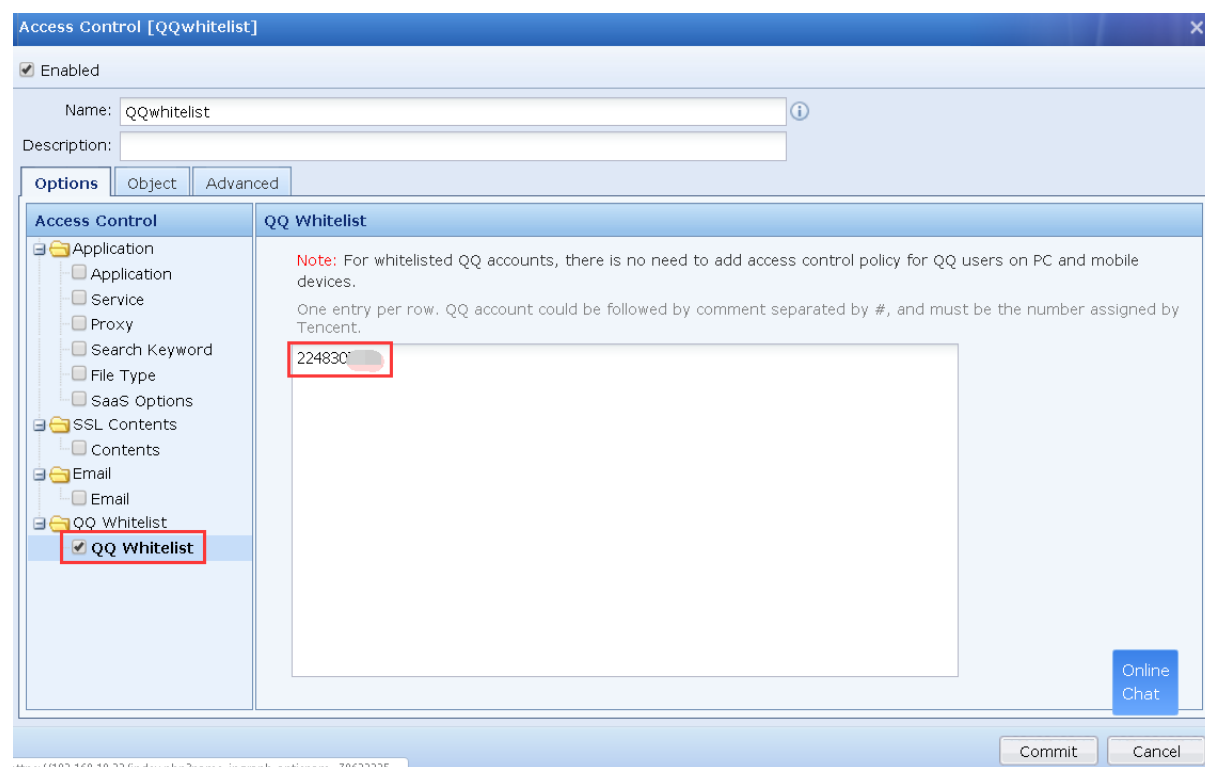 Access Control [QQwhitelist]
Enabled
Name: QQwhitelist
Description:
Options Object Advanced
Access Control
Application
Application
Service
Proxy
Search Keyword
File Type
SaaS Options
SSL Contents
Contents
Email
Email
QQ Whitelist
QQ Whitelist
QQ Whitelist
Note: For whitelisted QQ accounts, there is no need to add access control policy for QQ users on PC and mobile
devices.
One entry per row. QQ account could be followed by comment separated by #, and must be the number assigned by
Tencent.
224830
Online
Chat
Commit Cancel